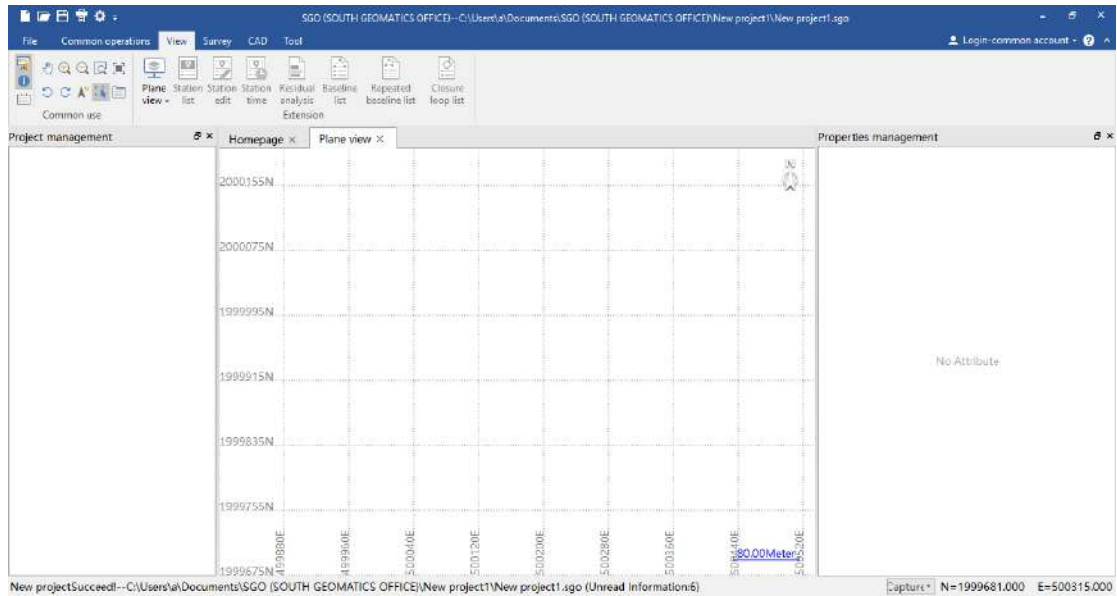 SGO (SOUTH GEOMATICS OFFICE)--C:\Users\a\Documents\SGO (SOUTH GEOMATICS OFFICE)\New project1\New project1.sgo
File Common operations View Survey CAD Tool Login-common account
Plane view Station list Station edit Station time Residual analysis Baseline list Repeated baseline list Closure loop list
Common use Extension
Project management Homepage Plane view Properties management
N
2000155N
2000075N
1999995N
1999915N
No Attribute
1999835N
1999755N
1999675N
499880E 499960E 500040E 500120E 500200E 500280E 500360E 500440E 500520E
80.00Meter
New projectSucceed!--C:\Users\a\Documents\SGO (SOUTH GEOMATICS OFFICE)\New project1\New project1.sgo (Unread Information:6) Capture N=1999681.000 E=500315.000